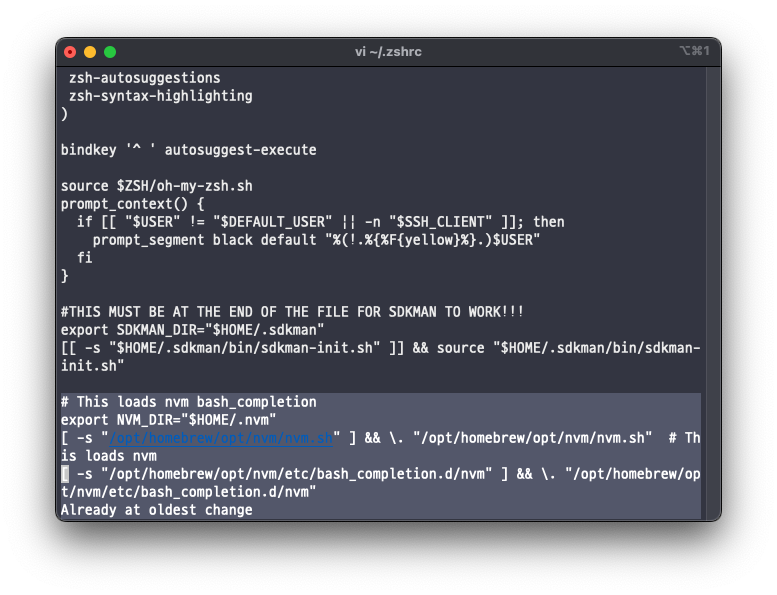 vi ~/.zshrc
⌥⌘1
zsh-autosuggestions
zsh-syntax-highlighting
)
bindkey '^ ' autosuggest-execute
source $ZSH/oh-my-zsh.sh
prompt_context() {
if [[ "$USER" != "$DEFAULT_USER" || -n "$SSH_CLIENT" ]]; then
prompt_segment black default "%(!.%{%F{yellow}%}.)$USER"
fi
}
#THIS MUST BE AT THE END OF THE FILE FOR SDKMAN TO WORK!!!
export SDKMAN_DIR="$HOME/.sdkman"
[[ -s "$HOME/.sdkman/bin/sdkman-init.sh" ]] && source "$HOME/.sdkman/bin/sdkman-
init.sh"
# This loads nvm bash_completion
export NVM_DIR="$HOME/.nvm"
[ -s "/opt/homebrew/opt/nvm/nvm.sh" ] && \. "/opt/homebrew/opt/nvm/nvm.sh"  # Th
is loads nvm
[ -s "/opt/homebrew/opt/nvm/etc/bash_completion.d/nvm" ] && \. "/opt/homebrew/op
t/nvm/etc/bash_completion.d/nvm"
Already at oldest change